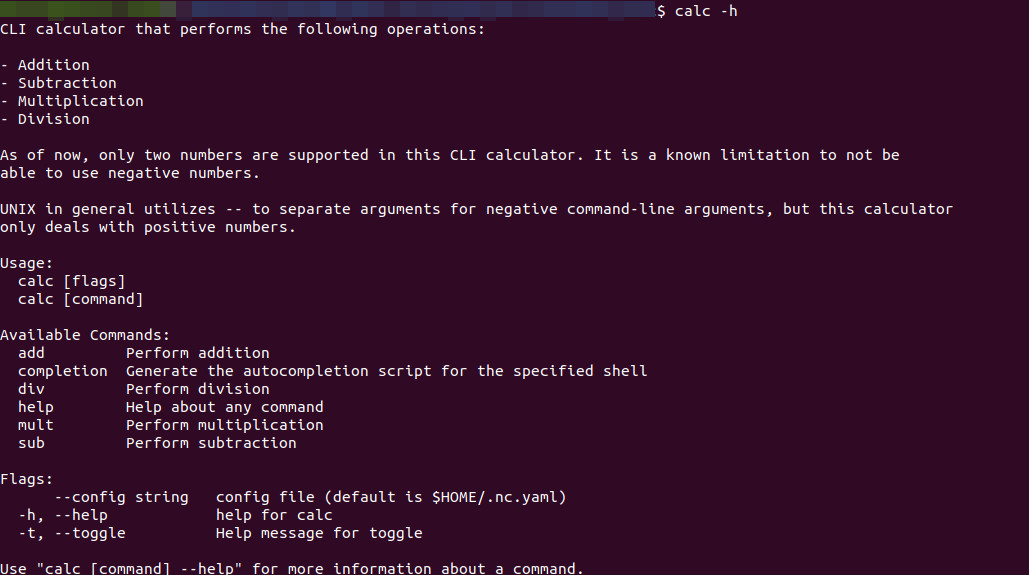 $ calc -h
CLI calculator that performs the following operations:
- Addition
- Subtraction
- Multiplication
- Division
As of now, only two numbers are supported in this CLI calculator. It is a known limitation to not be
able to use negative numbers.
UNIX in general utilizes -- to separate arguments for negative command-line arguments, but this calculator
only deals with positive numbers.
Usage:
  calc [flags]
  calc [command]
Available Commands:
  add         Perform addition
  completion  Generate the autocompletion script for the specified shell
  div         Perform division
  help        Help about any command
  mult        Perform multiplication
  sub         Perform subtraction
Flags:
      --config string   config file (default is $HOME/.nc.yaml)
  -h, --help            help for calc
  -t, --toggle          Help message for toggle
Use "calc [command] --help" for more information about a command.